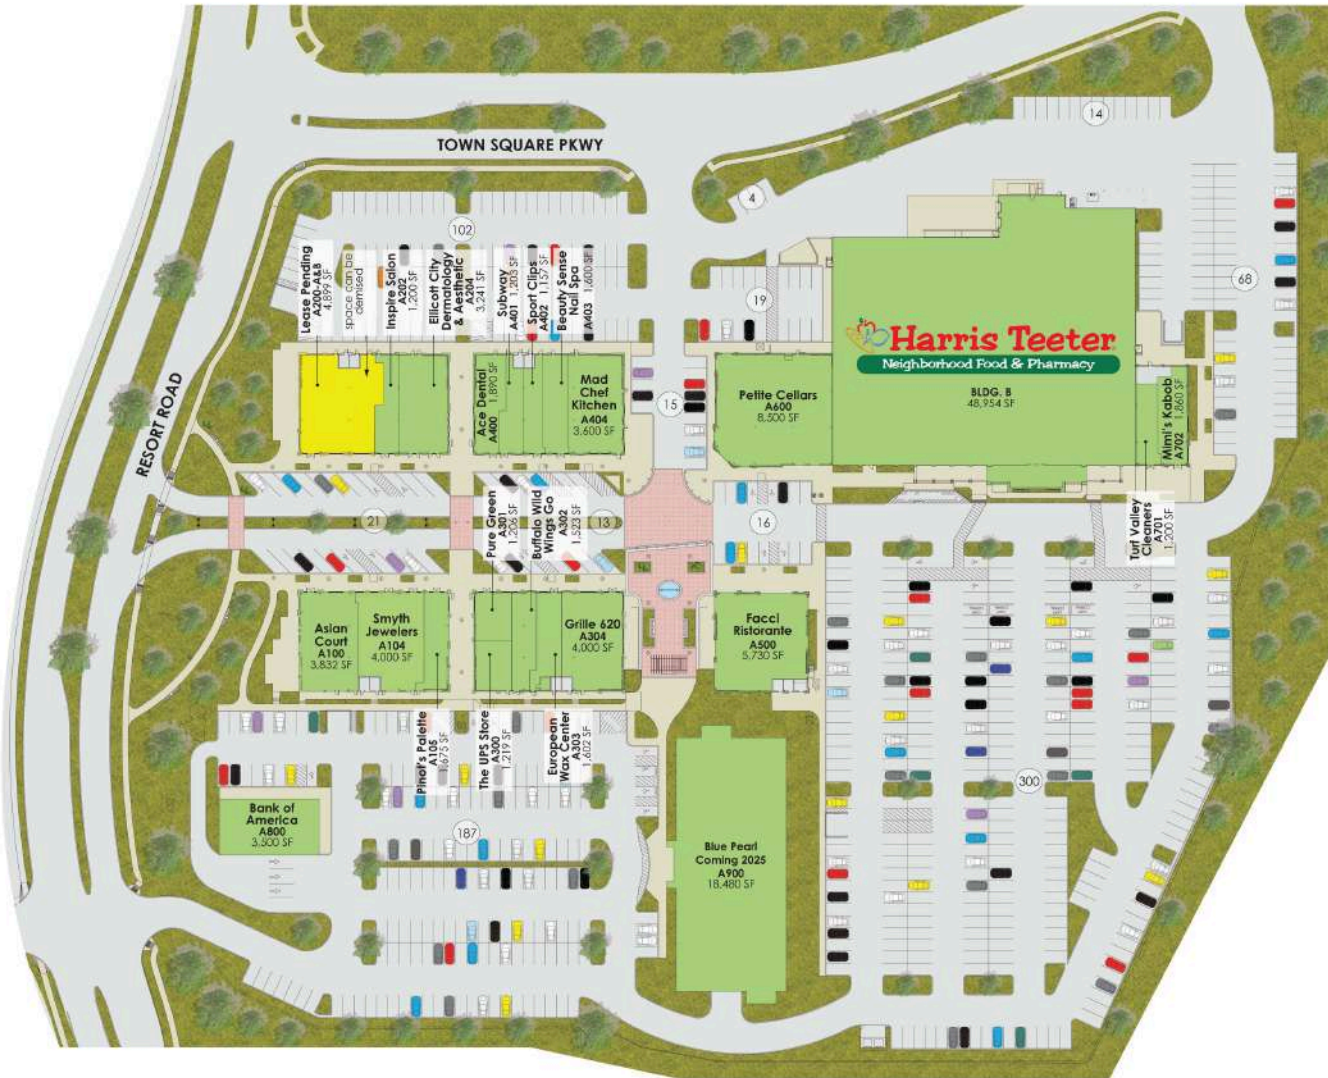 14
TOWN SQUARE PKWY
4
102
68
19
Lease Pending
A200-A&B
4,899 SF
space can be
demised
Inspire Salon
A202
1,200 SF
Ellicott City
Dermatology
& Aesthetic
A204
3,241 SF
Subway
A401 1,203 SF
Sport Clips
A402 1,157 SF
Beauty Sense
Nail Spa
A403 1,600 SF
Harris Teeter
Neighborhood Food & Pharmacy
BLDG. B
48,954 SF
RESORT ROAD
Ace Dental
A400 1,890 SF
Mad
Chef
Kitchen
A404
3,600 SF
15
Petite Cellars
A600
8,500 SF
Mimi's Kabob
A702 1,860 SF
21
Pure Green
A301
1,206 SF
Buffalo Wild
Wings Go
A302
1,523 SF
13
16
Turf Valley
Cleaners
A701
1,200 SF
Asian
Court
A100
3,832 SF
Smyth
Jewelers
A104
4,000 SF
Grille 620
A304
4,000 SF
Facci
Ristorante
A500
5,730 SF
Pinot's Palette
A105
1,675 SF
The UPS Store
A300
1,219 SF
European
Wax Center
A303
1,602 SF
300
Bank of
America
A800
3,500 SF
187
Blue Pearl
Coming 2025
A900
18,480 SF